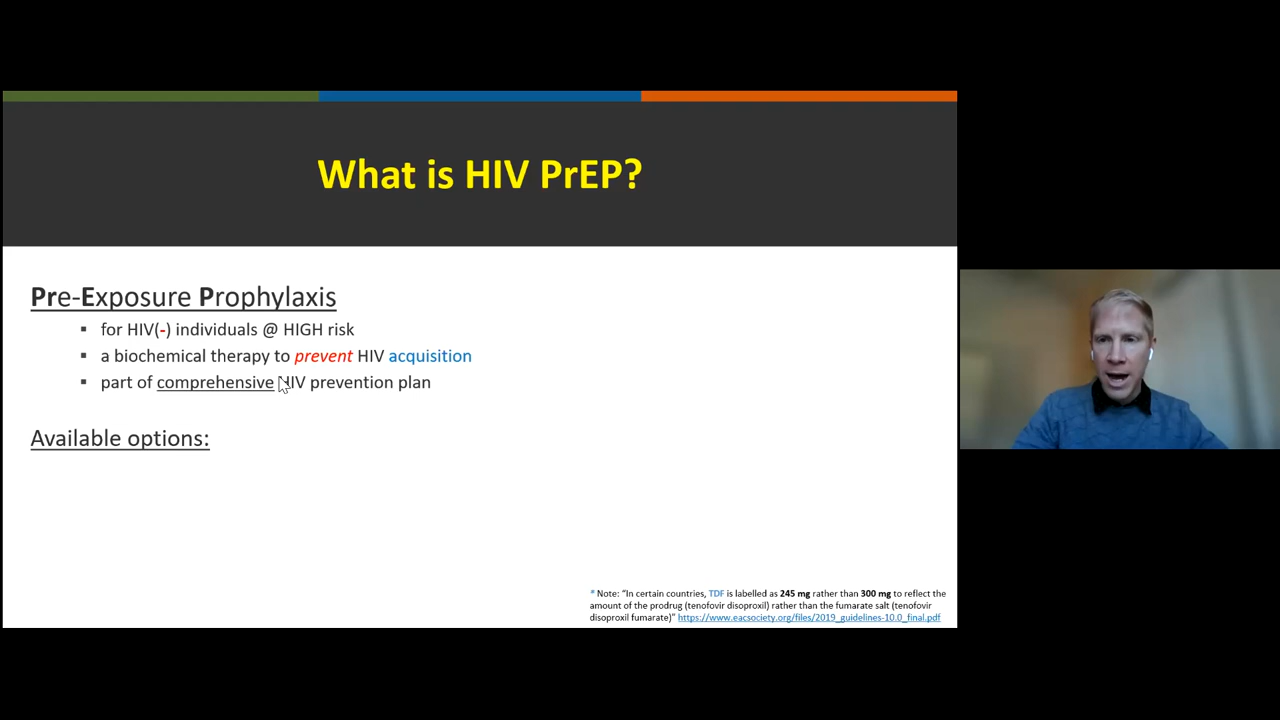 What is HIV PrEP?
Pre-Exposure Prophylaxis
▪ for HIV(-) individuals @ HIGH risk
▪ a biochemical therapy to prevent HIV acquisition
▪ part of comprehensive HIV prevention plan
Available options:
* Note: "In certain countries, TDF is labelled as 245 mg rather than 300 mg to reflect the
amount of the prodrug (tenofovir disoproxil) rather than the fumarate salt (tenofovir
disoproxil fumarate)" https://www.eacsociety.org/files/2019_guidelines-10.0_final.pdf